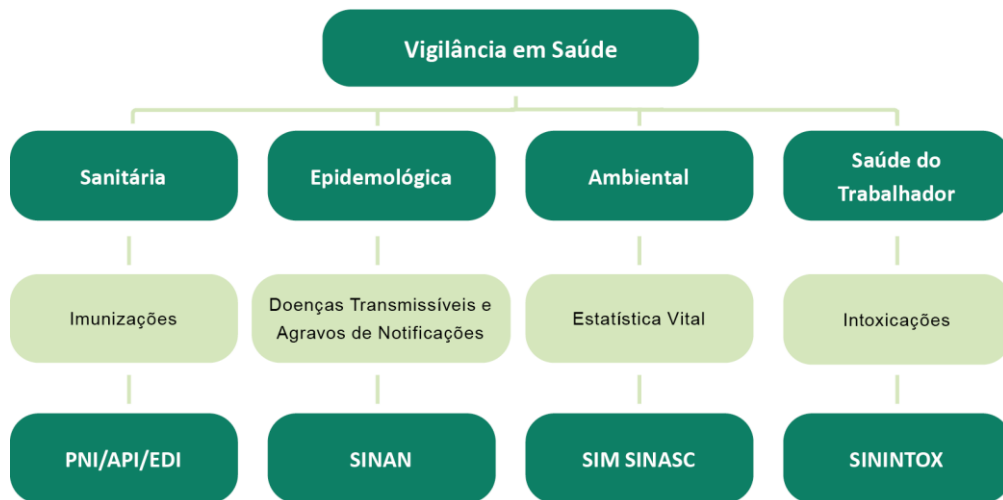 Vigilância em Saúde
Sanitária
Epidemológica
Ambiental
Saúde do
Trabalhador
Imunizações
Doenças Transmissíveis e
Agravos de Notificações
Estatística Vital
Intoxicações
PNI/API/EDI
SINAN
SIM SINASC
SININTOX